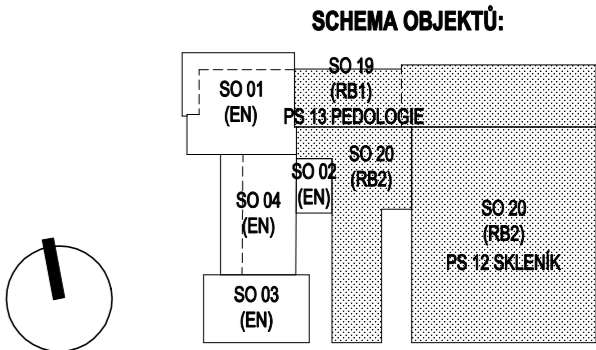 SCHEMA OBJEKTŮ:
SO 01
(EN)
SO 19
(RB1)
PS 13 PEDOLOGIE
SO 02
(EN)
SO 20
(RB2)
SO 04
(EN)
SO 20
(RB2)
PS 12 SKLENÍK
SO 03
(EN)